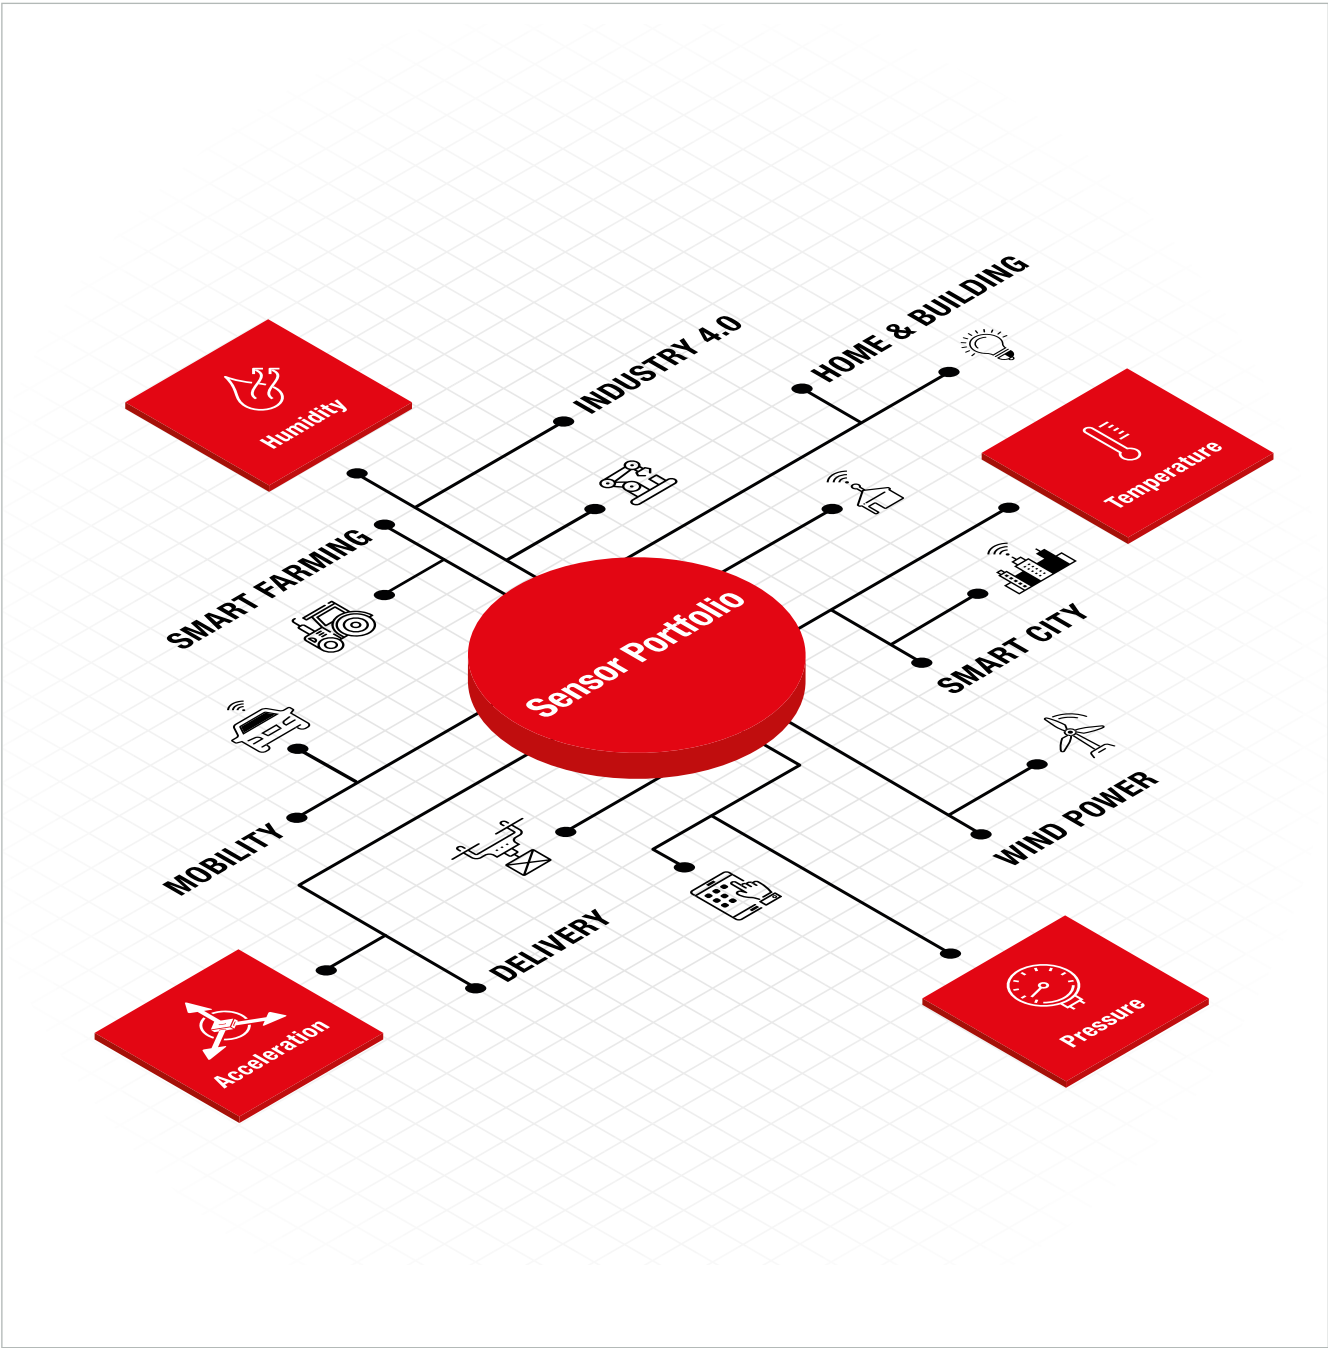 HOME & BUILDING
INDUSTRY 4.0
Humidity
Temperature
SMART FARMING
Sensor Portfolio
SMART CITY
MOBILITY
WIND POWER
DELIVERY
Acceleration
Pressure